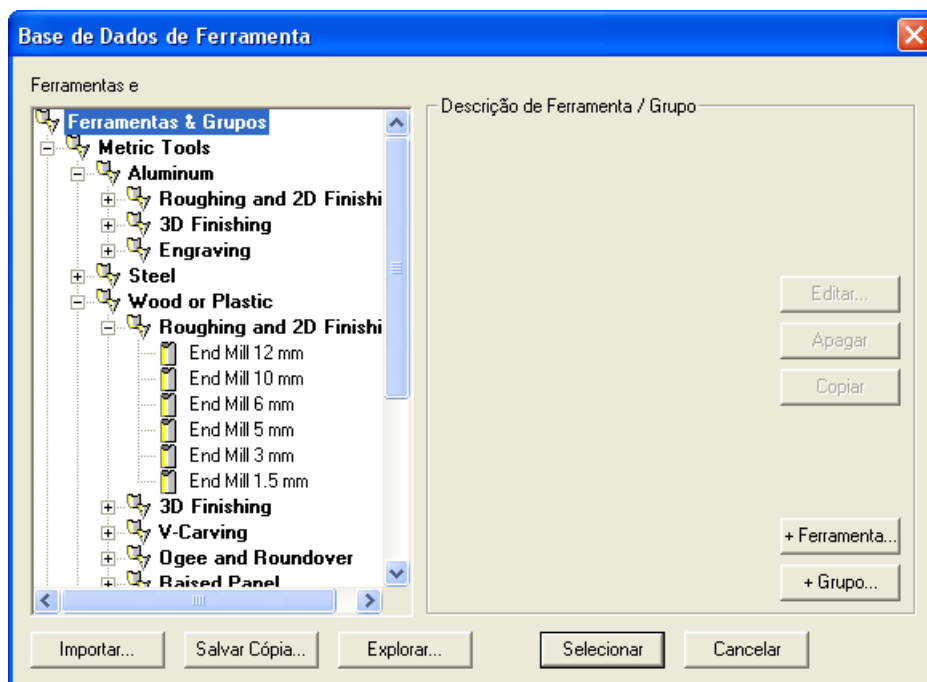 Base de Dados de Ferramenta
Ferramentas e
Ferramentas & Grupos
Metric Tools
Aluminum
Roughing and 2D Finishi
3D Finishing
Engraving
Steel
Wood or Plastic
Roughing and 2D Finishi
End Mill 12 mm
End Mill 10 mm
End Mill 6 mm
End Mill 5 mm
End Mill 3 mm
End Mill 1.5 mm
3D Finishing
V-Carving
Ogee and Roundover
Raised Panel
Descrição de Ferramenta / Grupo
Editar...
Apagar
Copiar
+ Ferramenta...
+ Grupo...
Importar...
Salvar Cópia...
Explorar...
Selecionar
Cancelar